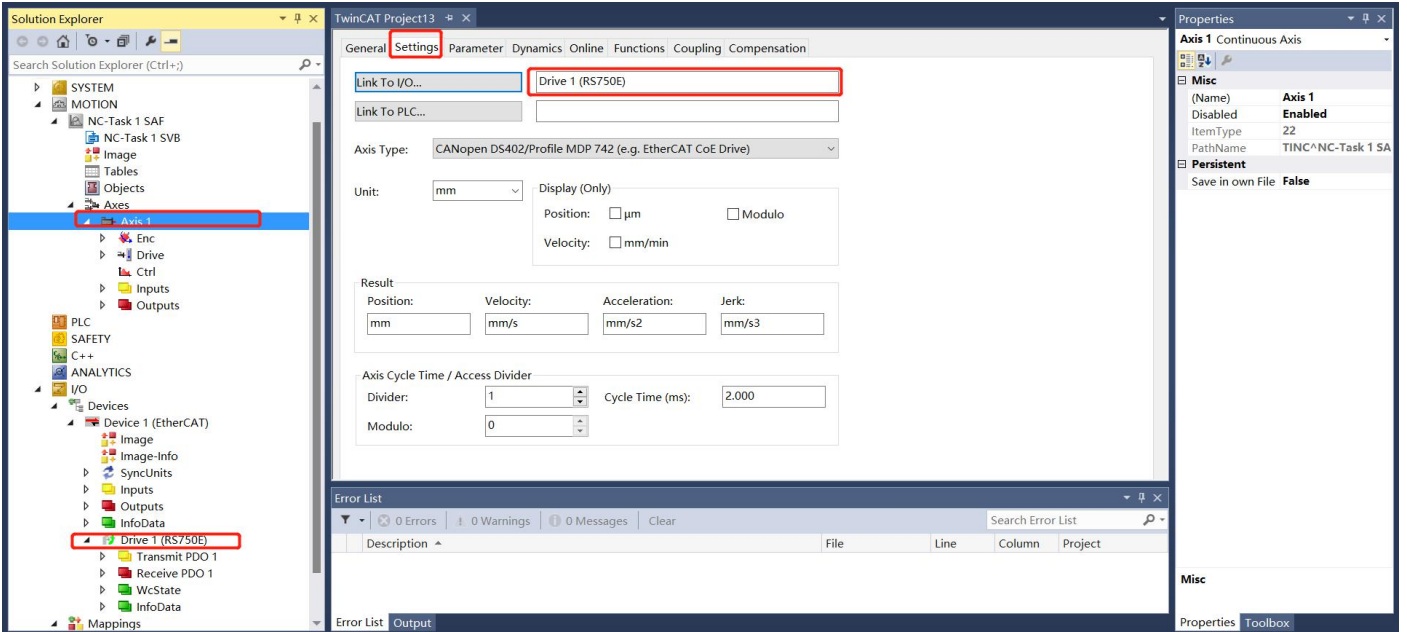 Solution Explorer
Search Solution Explorer (Ctrl+;)
SYSTEM
MOTION
NC-Task 1 SAF
NC-Task 1 SVB
Image
Tables
Objects
Axes
Axis 1
Enc
Drive
Ctrl
Inputs
Outputs
PLC
SAFETY
C++
ANALYTICS
I/O
Devices
Device 1 (EtherCAT)
Image
Image-Info
SyncUnits
Inputs
Outputs
InfoData
Drive 1 (RS750E)
Transmit PDO 1
Receive PDO 1
WcState
InfoData
Mappings
TwinCAT Project13
General Settings Parameter Dynamics Online Functions Coupling Compensation
Link To I/O... Drive 1 (RS750E)
Link To PLC...
Axis Type: CANopen DS402/Profile MDP 742 (e.g. EtherCAT CoE Drive)
Unit: mm
Display (Only)
Position: µm Modulo
Velocity: mm/min
Result
Position: Velocity: Acceleration: Jerk:
mm mm/s mm/s2 mm/s3
Axis Cycle Time / Access Divider
Divider: 1 Cycle Time (ms): 2.000
Modulo: 0
Error List
0 Errors 0 Warnings 0 Messages Clear Search Error List
Description File Line Column Project
Error List Output
Properties
Axis 1 Continuous Axis
Misc
(Name) Axis 1
Disabled Enabled
ItemType 22
PathName TINC^NC-Task 1 SA
Persistent
Save in own File False
Misc
Properties Toolbox